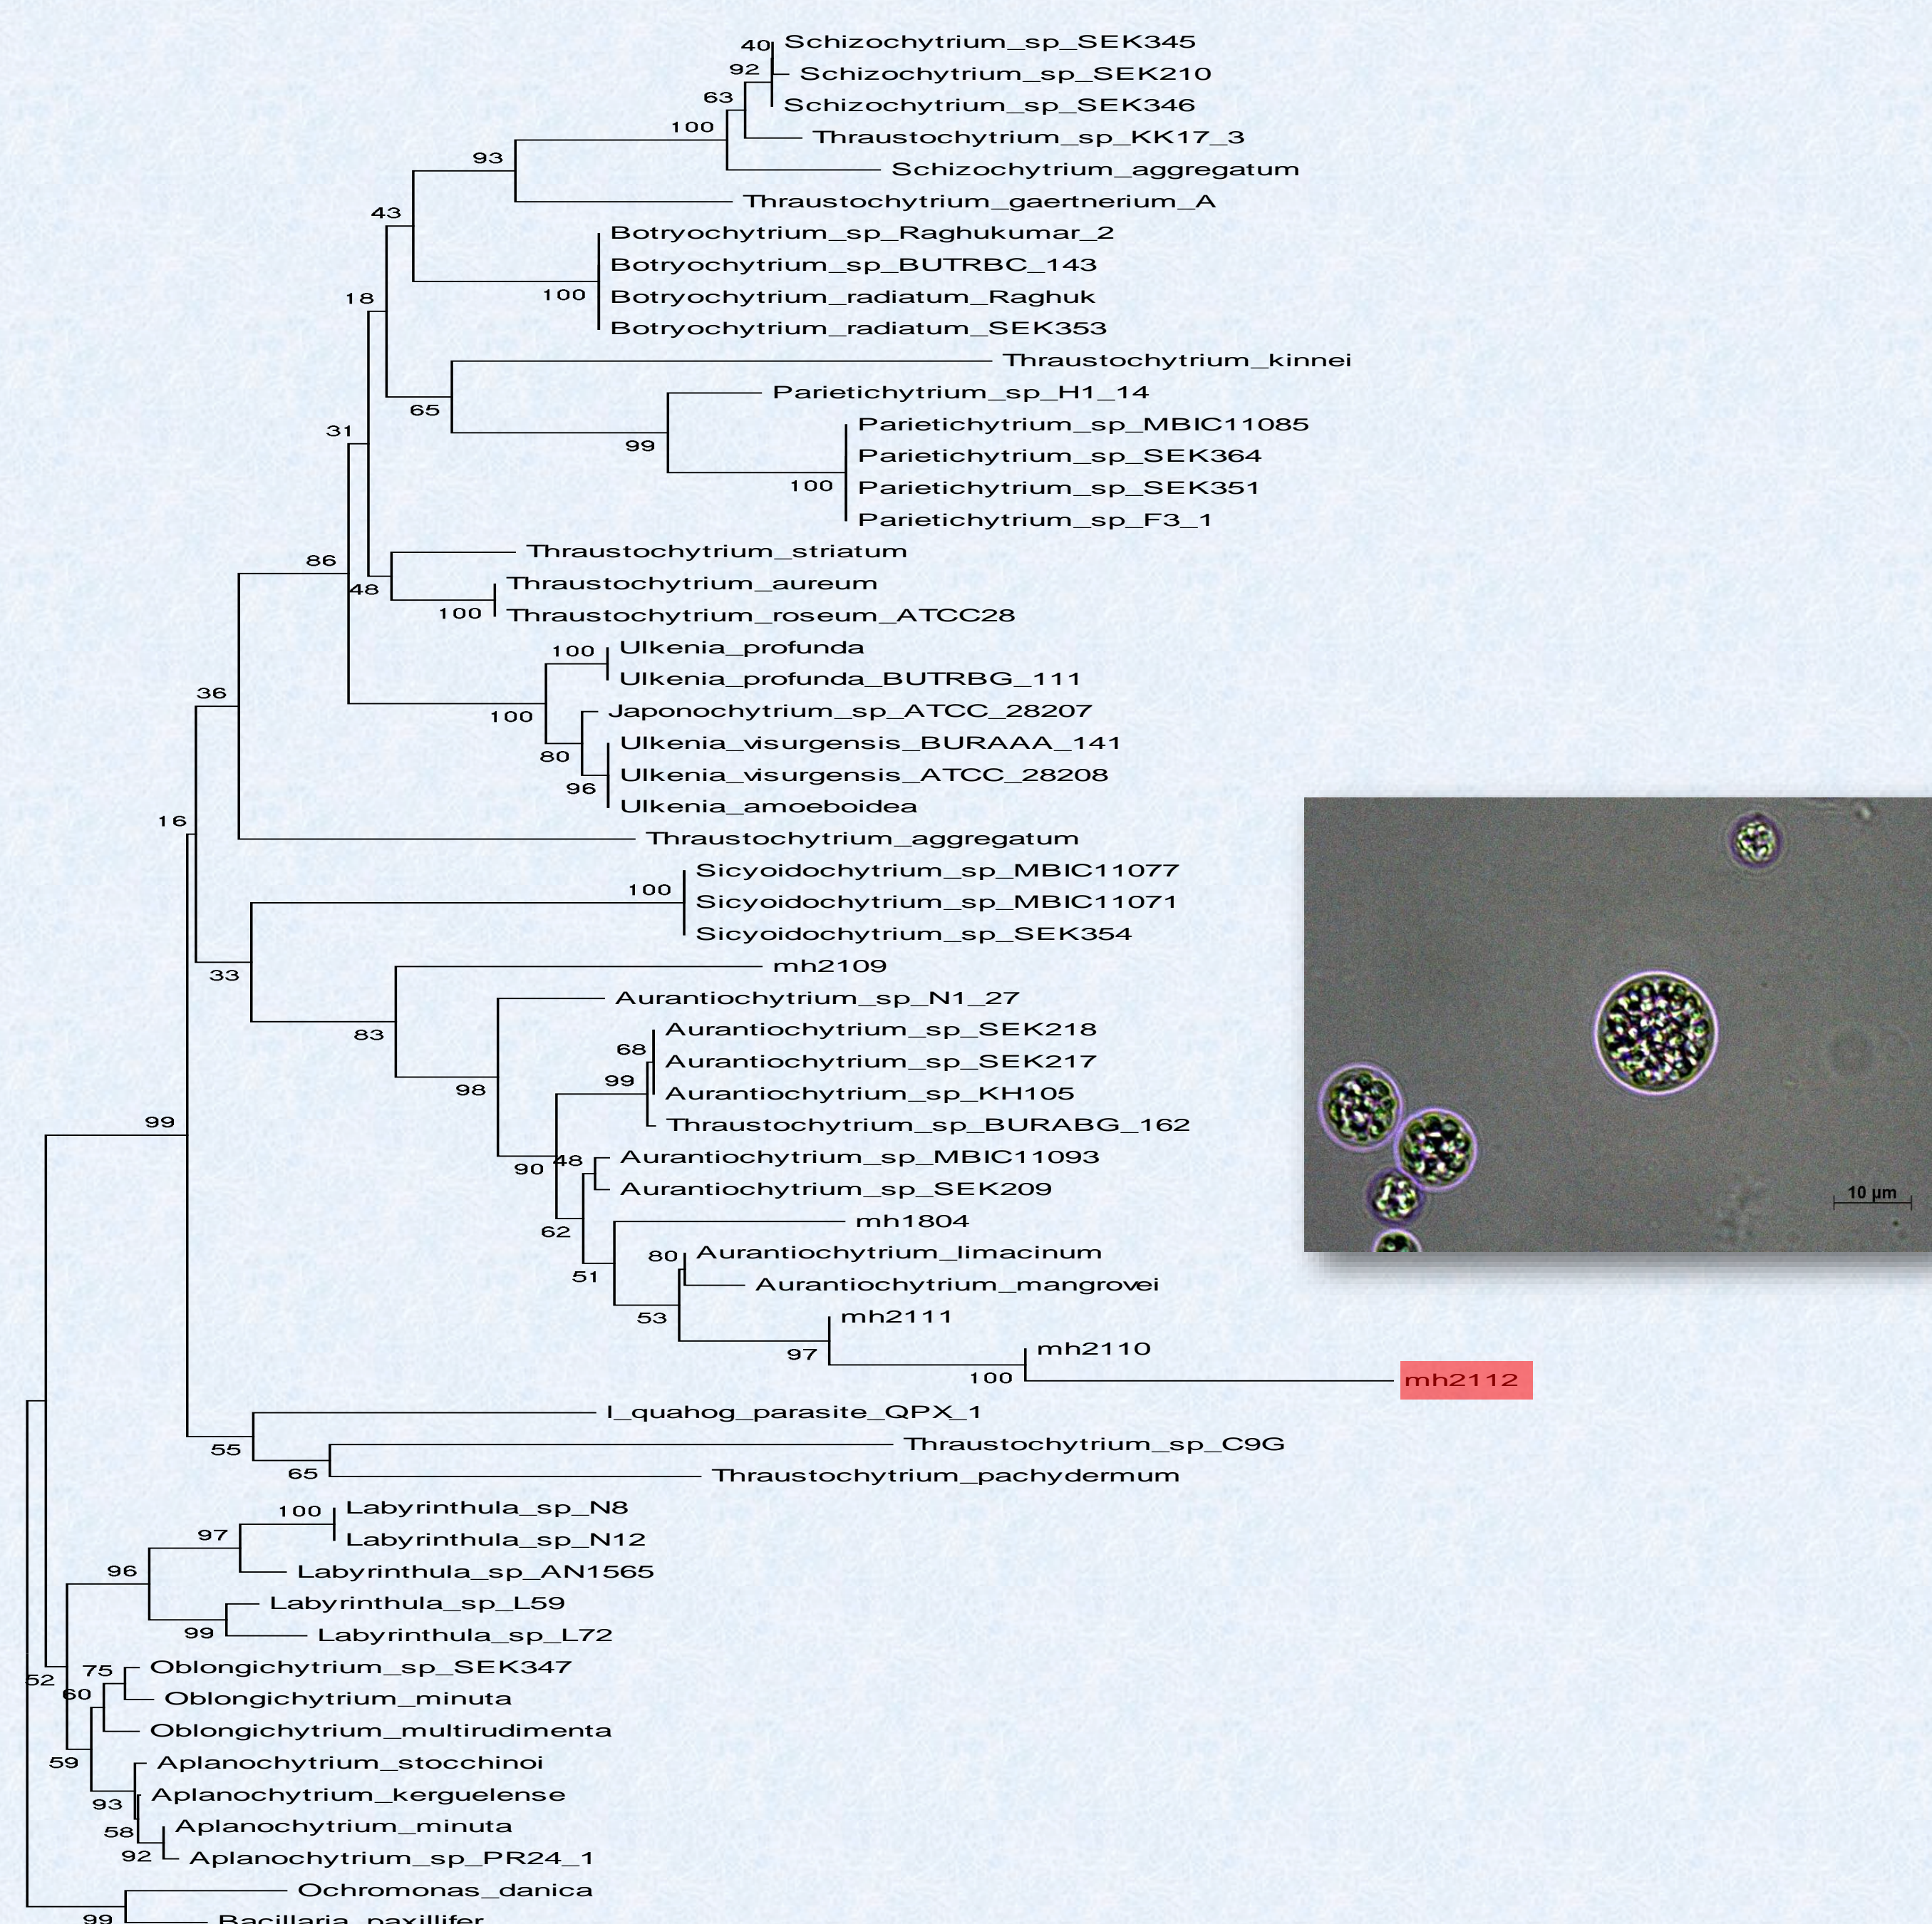 40
Schizochytrium_sp_SEK345
92
Schizochytrium_sp_SEK210
63
Schizochytrium_sp_SEK346
100
Thraustochytrium_sp_KK17_3
93
Schizochytrium_aggregatum
Thraustochytrium_gaertnerium_A
43
Botryochytrium_sp_Raghukumar_2
Botryochytrium_sp_BUTRBC_143
100
Botryochytrium_radiatum_Raghuk
18
Botryochytrium_radiatum_SEK353
Thraustochytrium_kinnei
Parietichytrium_sp_H1_14
65
Parietichytrium_sp_MBIC11085
31
99
Parietichytrium_sp_SEK364
100
Parietichytrium_sp_SEK351
Parietichytrium_sp_F3_1
Thraustochytrium_striatum
86
Thraustochytrium_aureum
48
100
Thraustochytrium_roseum_ATCC28
100
Ulkenia_profunda
Ulkenia_profunda_BUTRBG_111
36
100
Japonochytrium_sp_ATCC_28207
Ulkenia_visurgensis_BURAAA_141
80
Ulkenia_visurgensis_ATCC_28208
96
Ulkenia_amoeboidea
16
Thraustochytrium_aggregatum
Sicyoidochytrium_sp_MBIC11077
100
Sicyoidochytrium_sp_MBIC11071
Sicyoidochytrium_sp_SEK354
33
mh2109
Aurantiochytrium_sp_N1_27
83
Aurantiochytrium_sp_SEK218
68
Aurantiochytrium_sp_SEK217
99
98
Aurantiochytrium_sp_KH105
99
Thraustochytrium_sp_BURABG_162
90
48
Aurantiochytrium_sp_MBIC11093
Aurantiochytrium_sp_SEK209
10 µm
62
mh1804
80
Aurantiochytrium_limacinum
51
Aurantiochytrium_mangrovei
53
mh2111
97
mh2110
100
mh2112
I_quahog_parasite_QPX_1
55
Thraustochytrium_sp_C9G
65
Thraustochytrium_pachydermum
100
Labyrinthula_sp_N8
97
Labyrinthula_sp_N12
96
Labyrinthula_sp_AN1565
Labyrinthula_sp_L59
99
Labyrinthula_sp_L72
52
75
Oblongichytrium_sp_SEK347
60
Oblongichytrium_minuta
Oblongichytrium_multirudimenta
59
Aplanochytrium_stocchinoi
93
Aplanochytrium_kerguelense
58
Aplanochytrium_minuta
92
Aplanochytrium_sp_PR24_1
Ochromonas_danica
99
Bacillaria_paxillifer